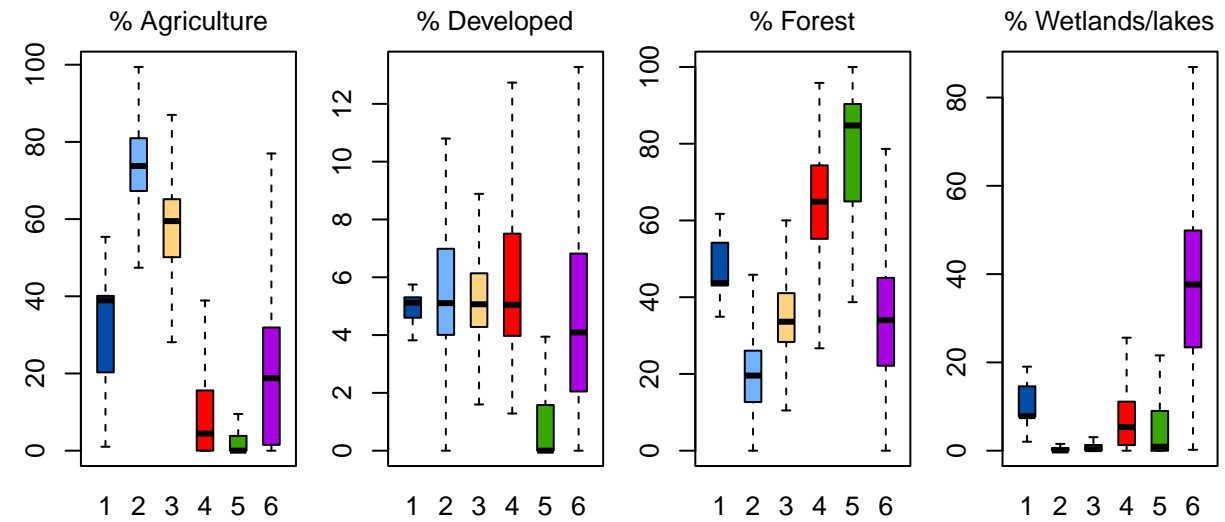 % Agriculture
0 20 40 60 80 100
1 2 3 4 5 6
% Developed
0 2 4 6 8 10 12
1 2 3 4 5 6
% Forest
0 20 40 60 80 100
1 2 3 4 5 6
% Wetlands/lakes
0 20 40 60 80
1 2 3 4 5 6